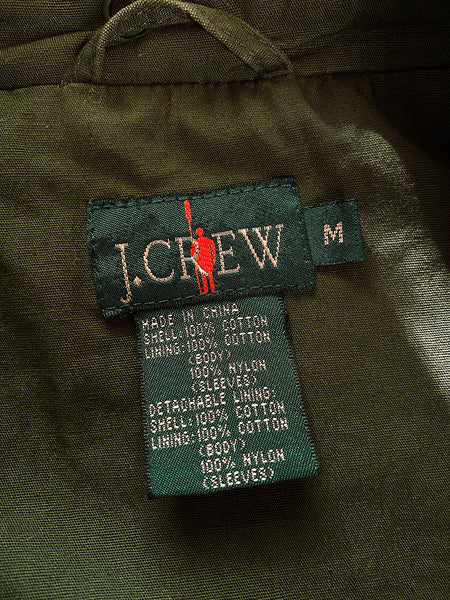 J.CREW
M
MADE IN CHINA
SHELL:100% COTTON
LINING:100% COTTON
(BODY)
100% NYLON
(SLEEVES)
DETACHABLE LINING:
SHELL:100% COTTON
LINING:100% COTTON
(BODY)
100% NYLON
(SLEEVES)